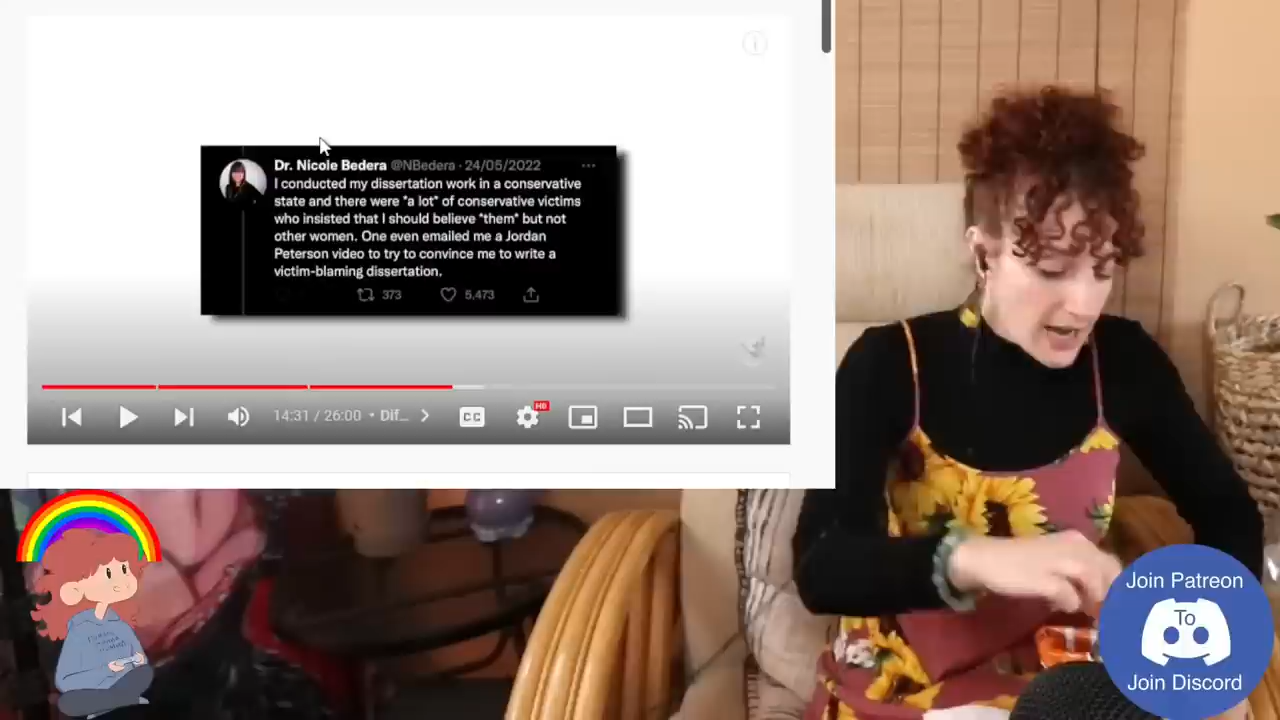 Dr. Nicole Bedera @NBedera · 24/05/2022
I conducted my dissertation work in a conservative
state and there were *a lot* of conservative victims
who insisted that I should believe *them* but not
other women. One even emailed me a Jordan
Peterson video to try to convince me to write a
victim-blaming dissertation.
373 5,473
14:31 / 26:00 • Dif... CC HD
Join Patreon
To
Join Discord